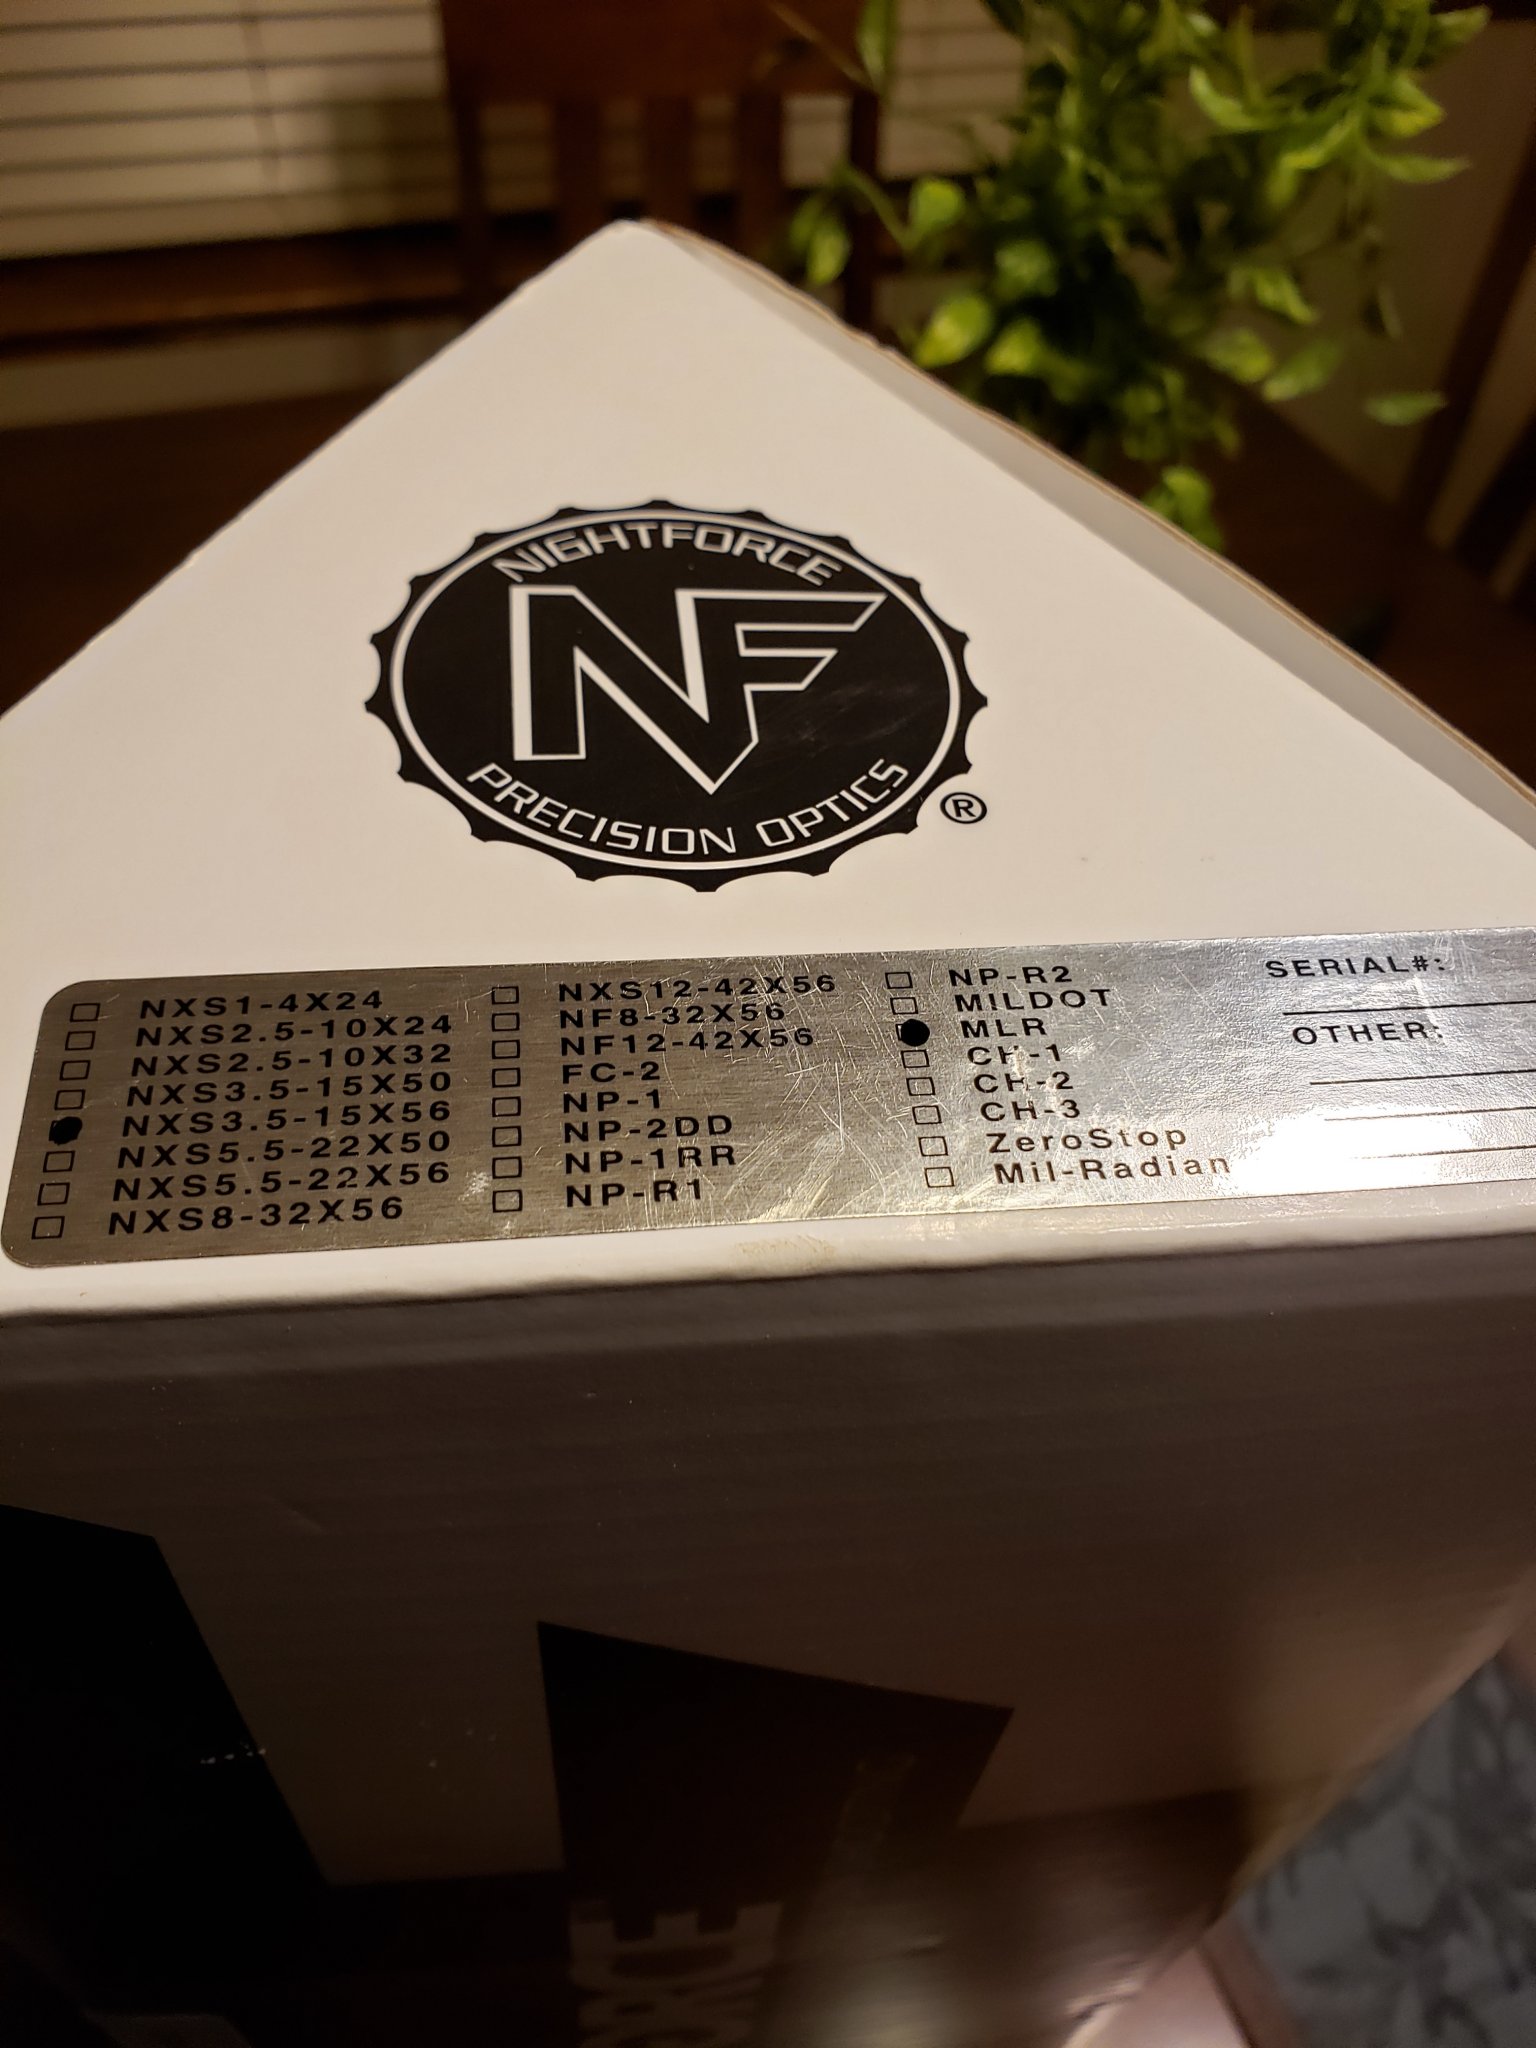 NIGHTFORCE
NF
PRECISION OPTICS
®
NXS1-4X24
NXS2.5-10X24
NXS2.5-10X32
NXS3.5-15X50
NXS3.5-15X56
NXS5.5-22X50
NXS5.5-22X56
NXS8-32X56
NXS12-42X56
NF8-32X56
NF12-42X56
FC-2
NP-1
NP-2DD
NP-1RR
NP-R1
NP-R2
MILDOT
MLR
CH-1
CH-2
CH-3
ZeroStop
Mil-Radian
SERIAL#:
OTHER: